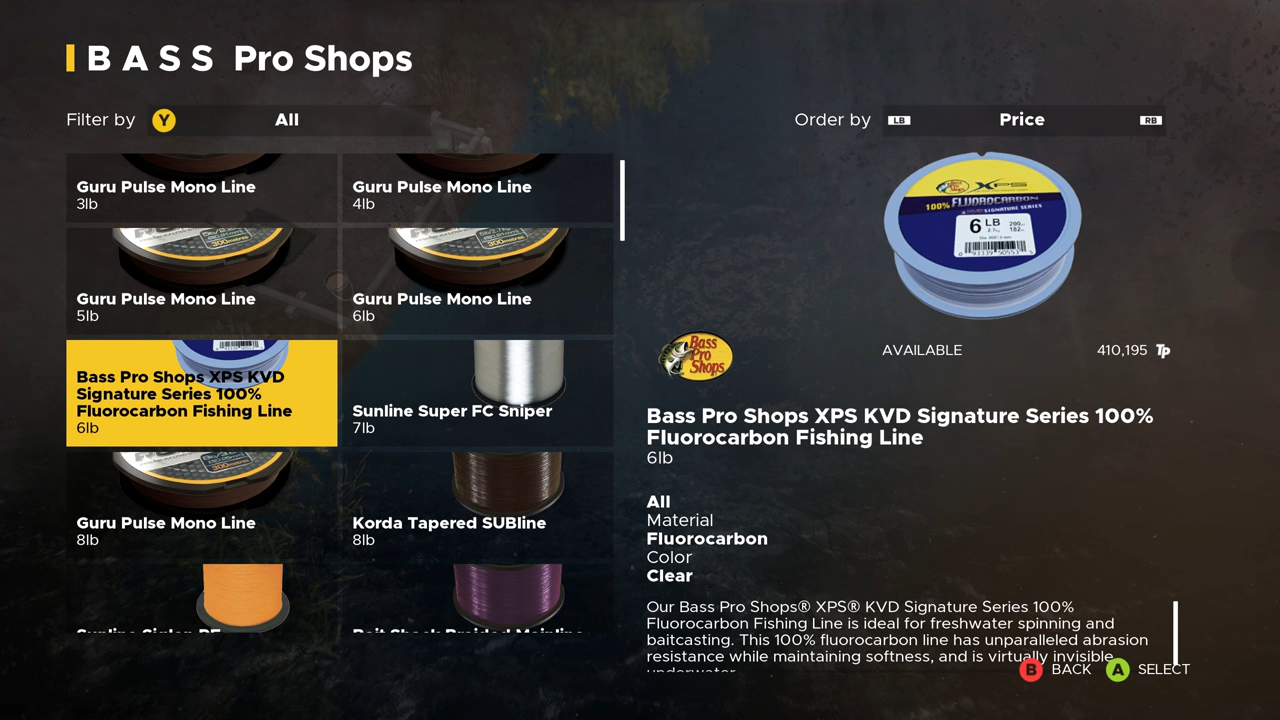 BASS Pro Shops
Filter by Y All
Order by LB Price RB
Guru Pulse Mono Line
3lb
Guru Pulse Mono Line
4lb
Guru Pulse Mono Line
5lb
Guru Pulse Mono Line
6lb
Bass Pro Shops XPS KVD
Signature Series 100%
Fluorocarbon Fishing Line
6lb
Sunline Super FC Sniper
7lb
Guru Pulse Mono Line
8lb
Korda Tapered SUBline
8lb
XPS
100% FLUOROCARBON
SIGNATURE SERIES
6 LB
AVAILABLE 410,195 Tp
Bass
Pro
Shops
Bass Pro Shops XPS KVD Signature Series 100%
Fluorocarbon Fishing Line
6lb
All
Material
Fluorocarbon
Color
Clear
Our Bass Pro Shops® XPS® KVD Signature Series 100%
Fluorocarbon Fishing Line is ideal for freshwater spinning and
baitcasting. This 100% fluorocarbon line has unparalleled abrasion
resistance while maintaining softness, and is virtually invisible
underwater.
B BACK A SELECT